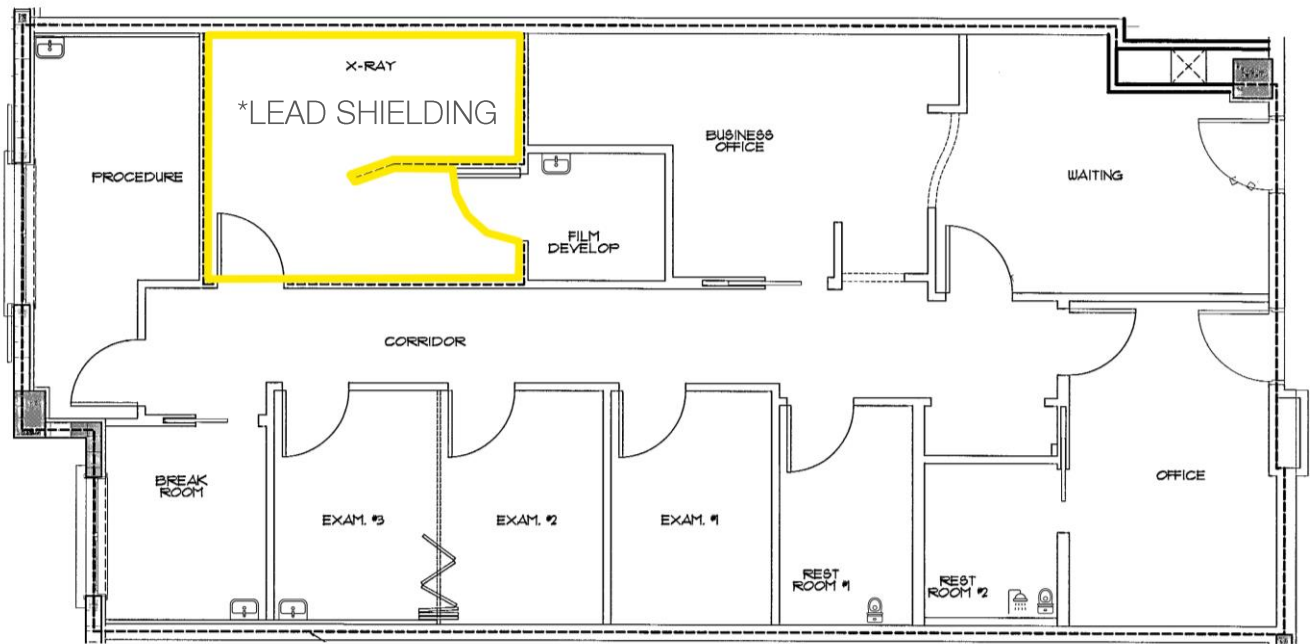 X-RAY
*LEAD SHIELDING
PROCEDURE
BUSINESS
OFFICE
WAITING
FILM
DEVELOP
CORRIDOR
BREAK
ROOM
EXAM. #3
EXAM. #2
EXAM. #1
REST
ROOM #1
REST
ROOM #2
OFFICE